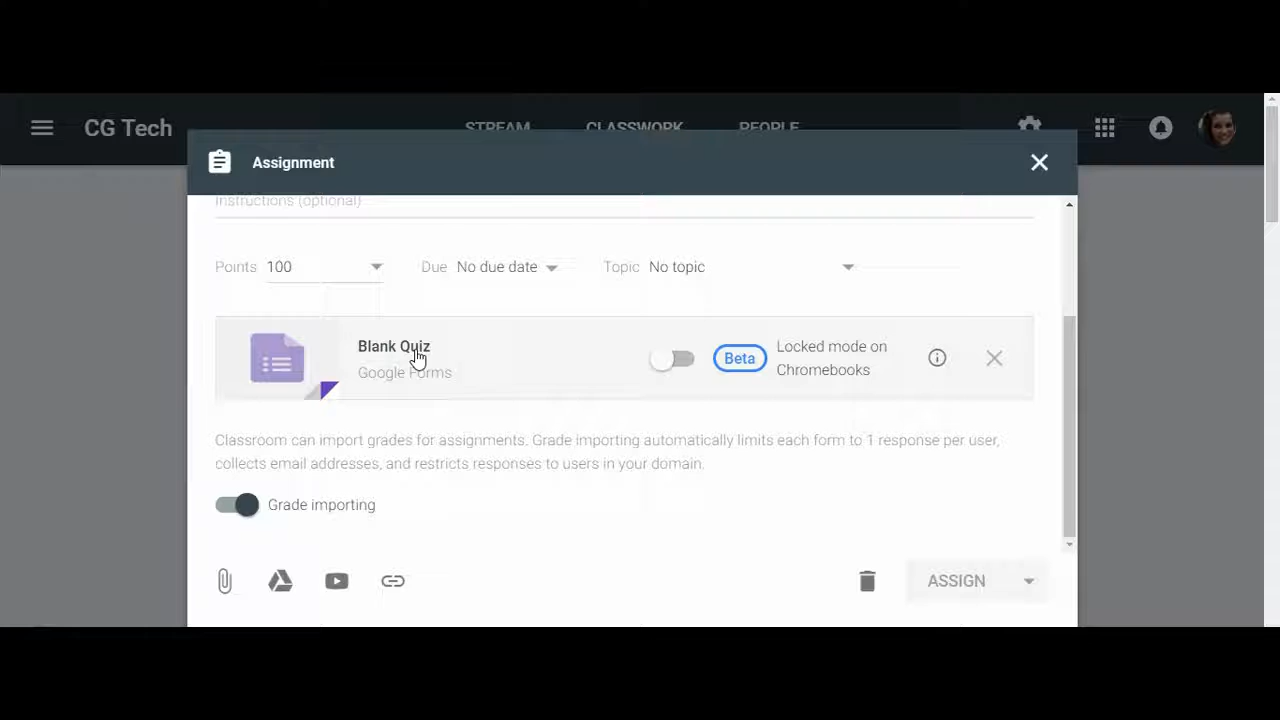 CG Tech
STREAM CLASSWORK PEOPLE
Assignment
Instructions (optional)
Points 100 Due No due date Topic No topic
Blank Quiz
Google Forms
Beta
Locked mode on
Chromebooks
Classroom can import grades for assignments. Grade importing automatically limits each form to 1 response per user,
collects email addresses, and restricts responses to users in your domain.
Grade importing
ASSIGN